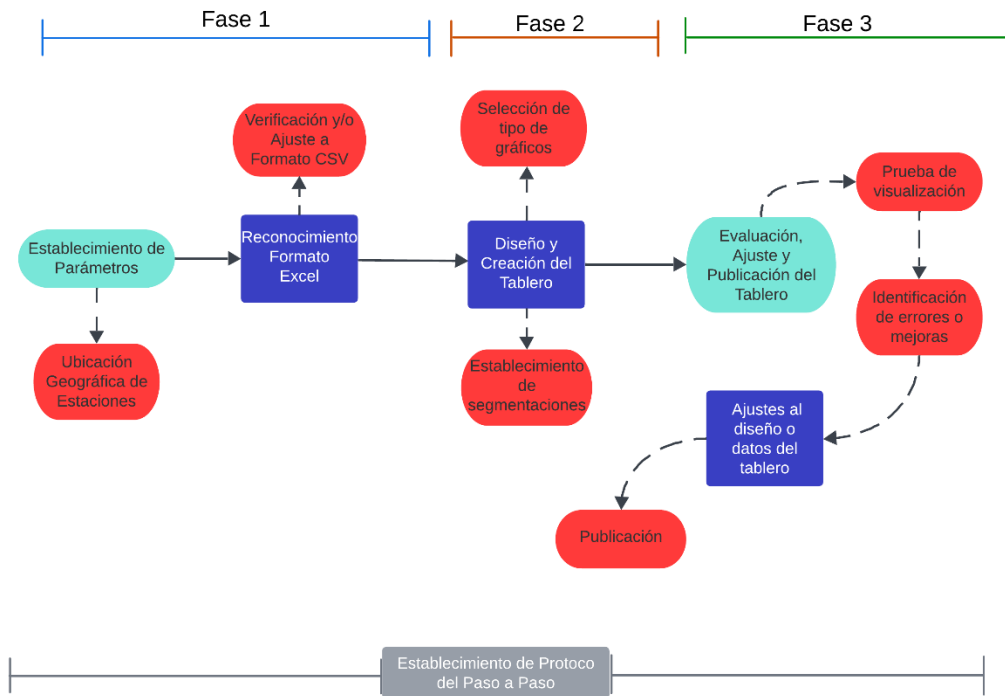 Fase 1
Fase 2
Fase 3
Verificación y/o
Ajuste a
Formato CSV
Selección de
tipo de
gráficos
Prueba de
visualización
Establecimiento de
Parámetros
Reconocimiento
Formato
Excel
Diseño y
Creación del
Tablero
Evaluación,
Ajuste y
Publicación del
Tablero
Identificación
de errores o
mejoras
Ubicación
Geográfica de
Estaciones
Establecimiento
de
segmentaciones
Ajustes al
diseño o
datos del
tablero
Publicación
Establecimiento de Protoco
del Paso a Paso